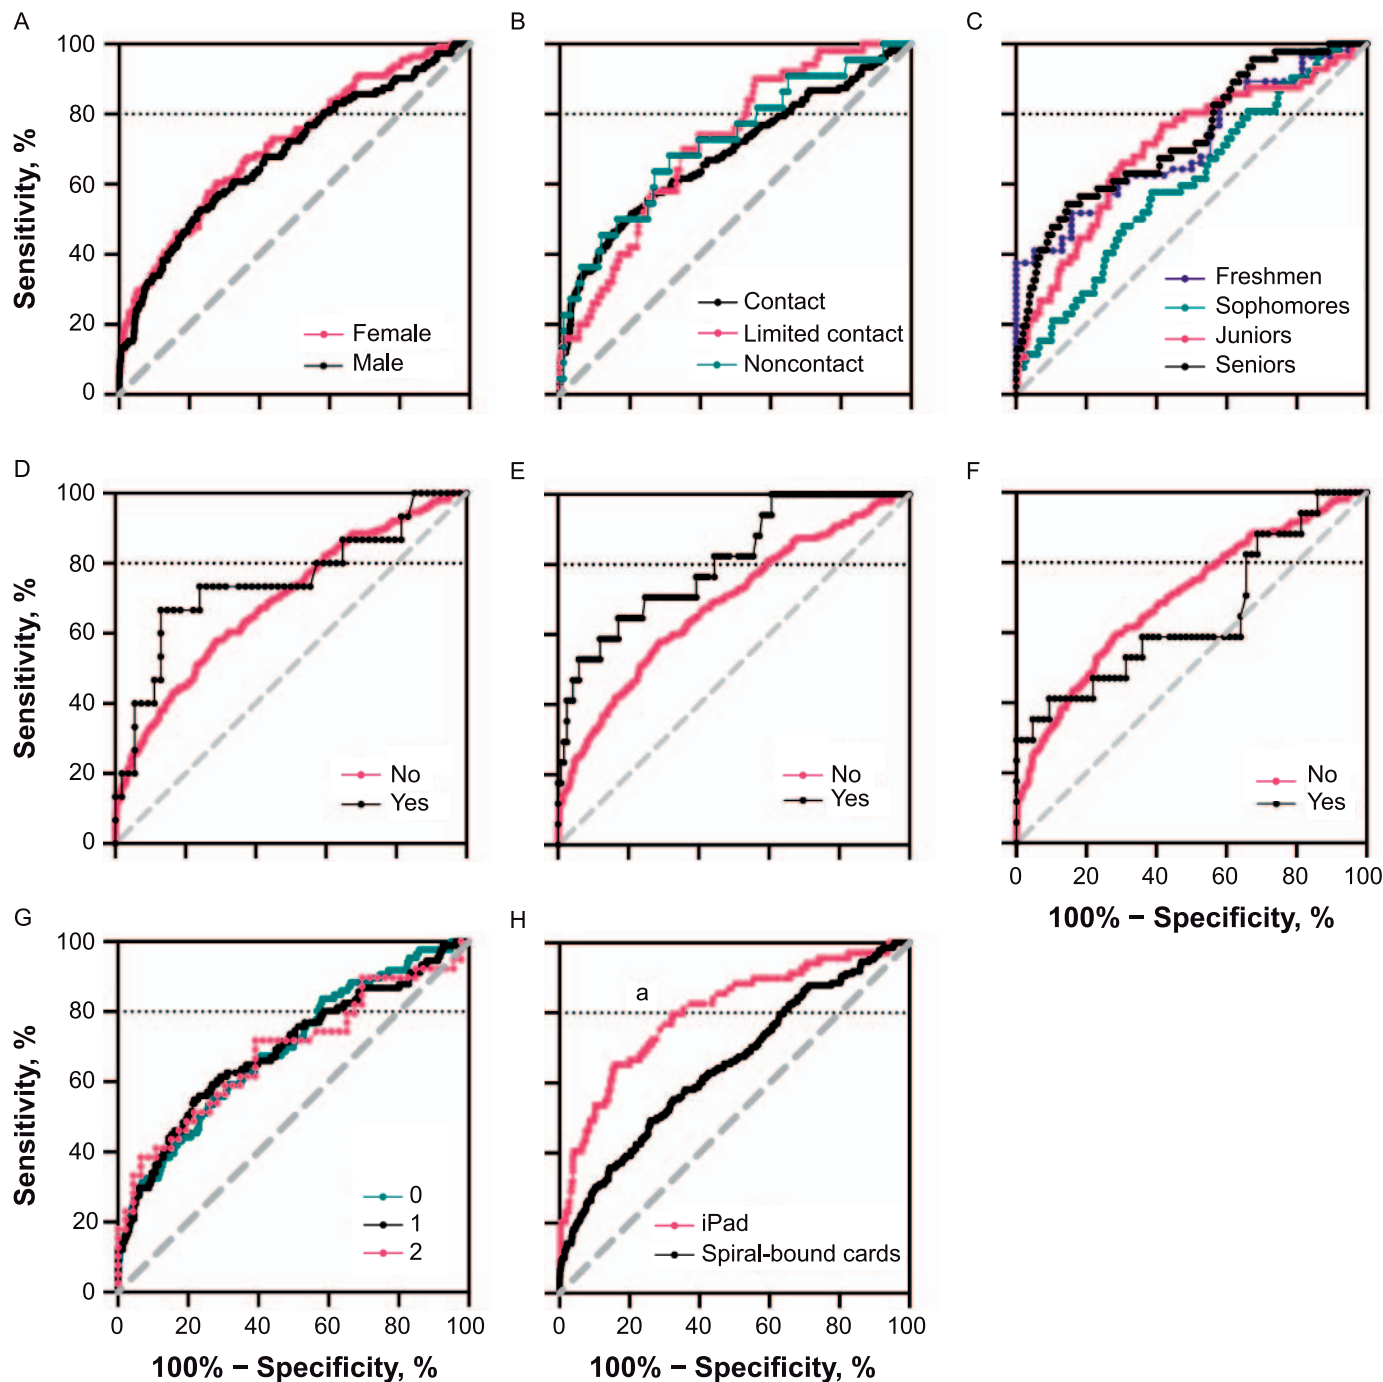 A
B
C
100
80
60
40
20
0
Sensitivity, %
Female
Male
Contact
Limited contact
Noncontact
Freshmen
Sophomores
Juniors
Seniors
D
E
F
100
80
60
40
20
0
Sensitivity, %
No
Yes
No
Yes
No
Yes
0 20 40 60 80 100
100% − Specificity, %
G
H
100
80
60
40
20
0
Sensitivity, %
0
1
2
a
iPad
Spiral-bound cards
0 20 40 60 80 100
0 20 40 60 80 100
100% − Specificity, %
100% − Specificity, %